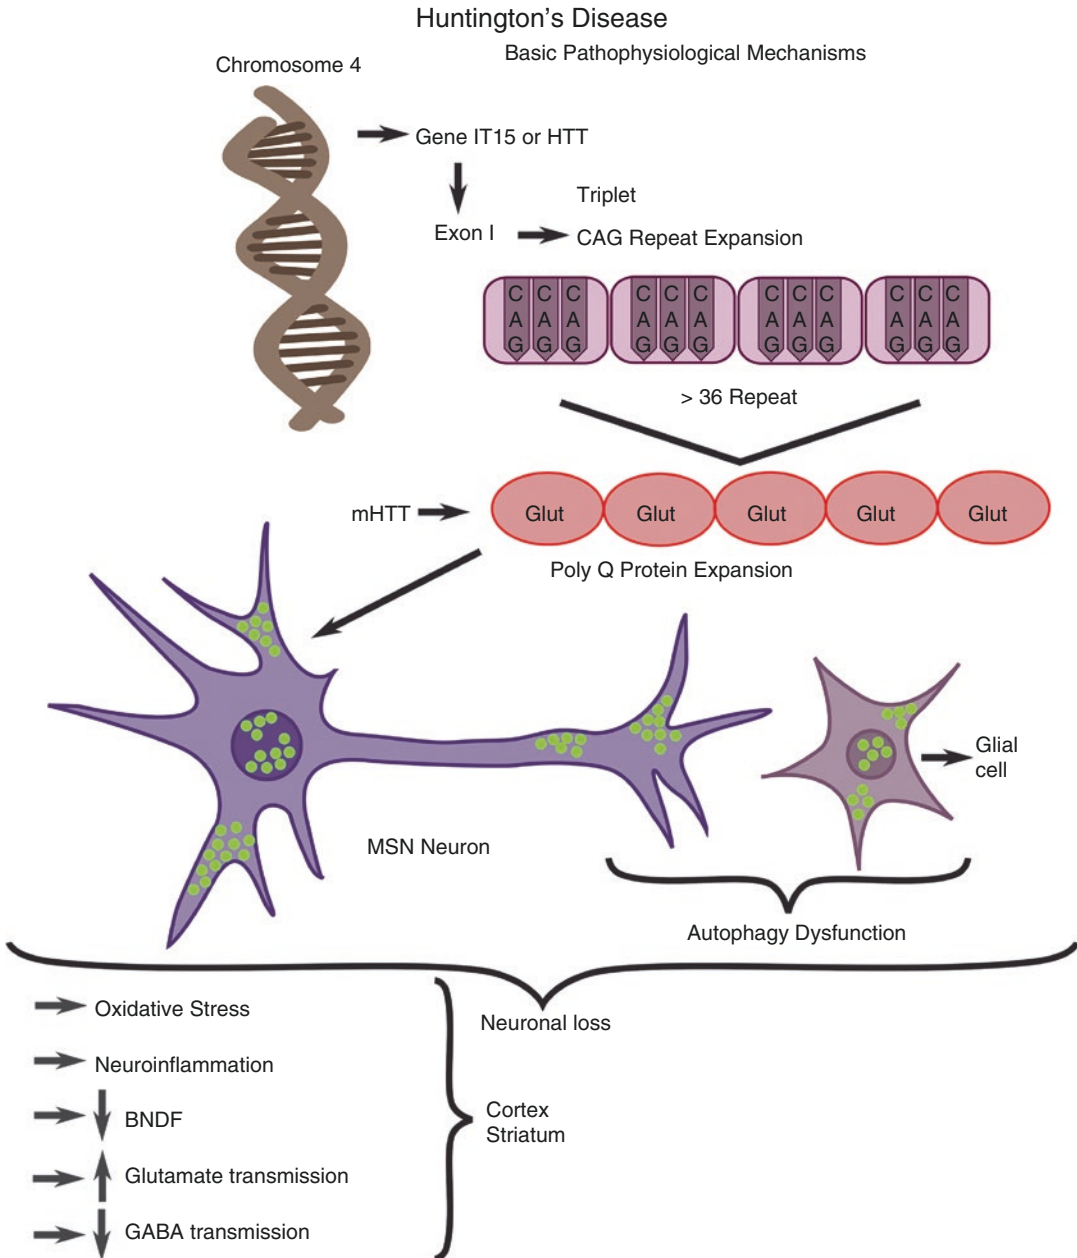 Huntington's Disease
Basic Pathophysiological Mechanisms
Chromosome 4
Gene IT15 or HTT
Triplet
Exon I
CAG Repeat Expansion
C C C C C C C C C C C C
A A A A A A A A A A A A
G G G G G G G G G G G G
> 36 Repeat
mHTT
Glut Glut Glut Glut Glut
Poly Q Protein Expansion
Glial
cell
MSN Neuron
Autophagy Dysfunction
Neuronal loss
Oxidative Stress
Neuroinflammation
BNDF
Glutamate transmission
GABA transmission
Cortex
Striatum